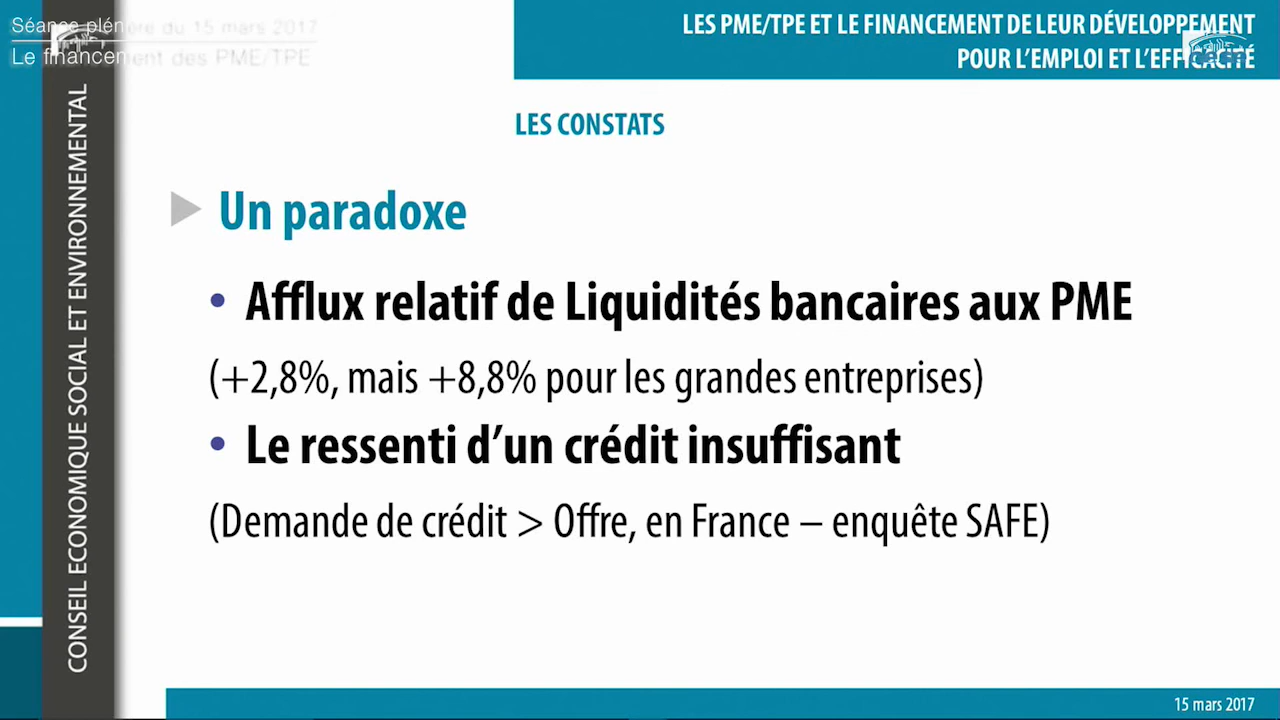 Séance plénière du 15 mars 2017
Le financement des PME/TPE
LES PME/TPE ET LE FINANCEMENT DE LEUR DÉVELOPPEMENT
POUR L'EMPLOI ET L'EFFICACITÉ
CONSEIL ECONOMIQUE SOCIAL ET ENVIRONNEMENTAL
LES CONSTATS
Un paradoxe
• Afflux relatif de Liquidités bancaires aux PME
(+2,8%, mais +8,8% pour les grandes entreprises)
• Le ressenti d'un crédit insuffisant
(Demande de crédit > Offre, en France – enquête SAFE)
15 mars 2017